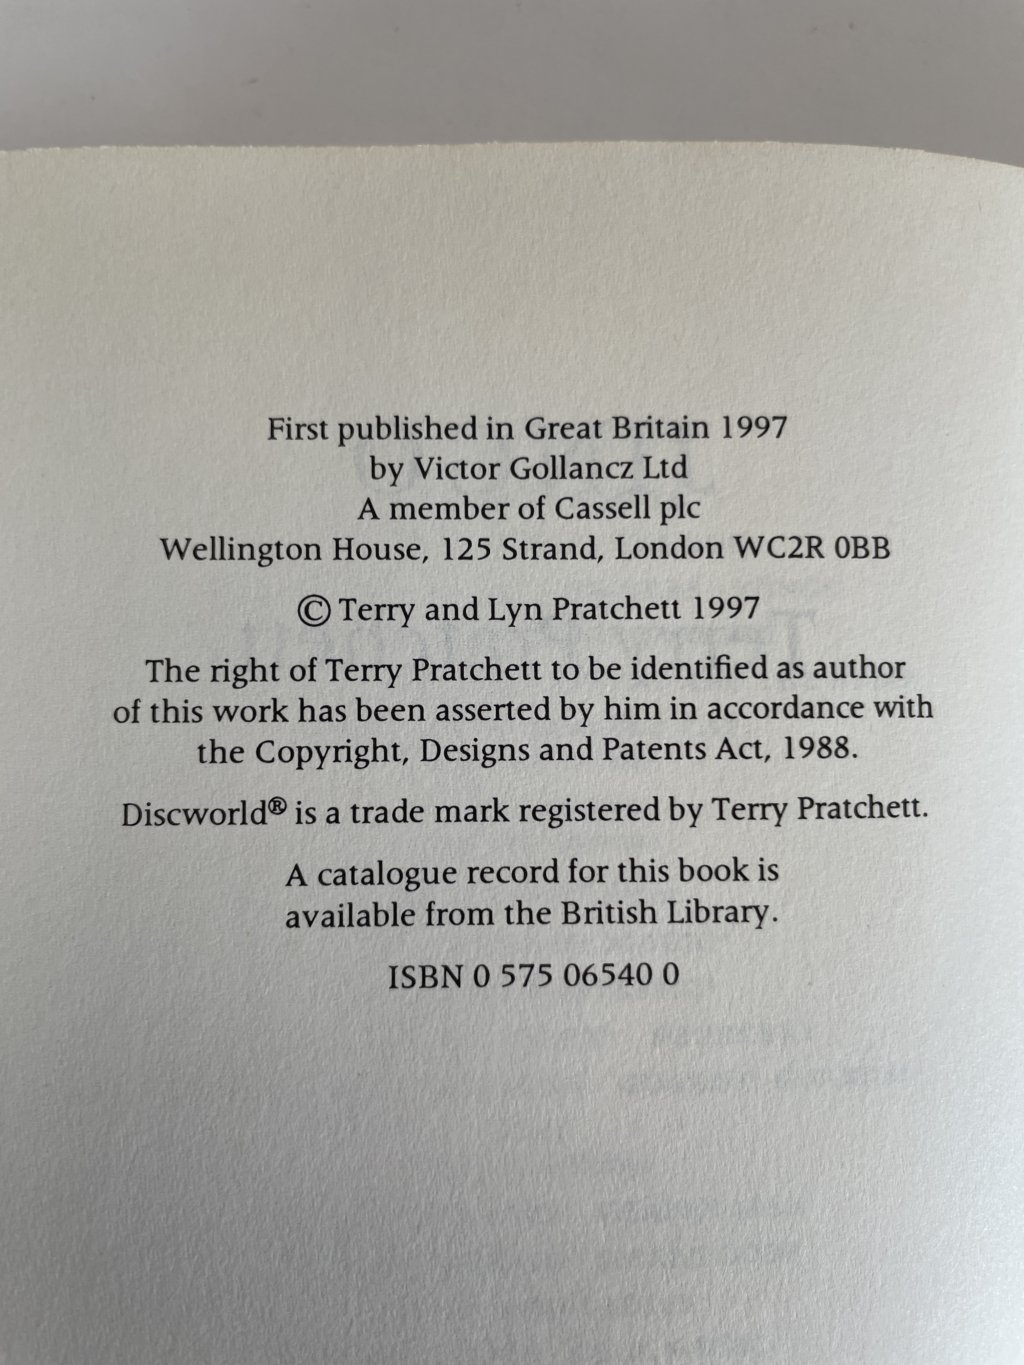 First published in Great Britain 1997
by Victor Gollancz Ltd
A member of Cassell plc
Wellington House, 125 Strand, London WC2R 0BB
© Terry and Lyn Pratchett 1997
The right of Terry Pratchett to be identified as author
of this work has been asserted by him in accordance with
the Copyright, Designs and Patents Act, 1988.
Discworld® is a trade mark registered by Terry Pratchett.
A catalogue record for this book is
available from the British Library.
ISBN 0 575 06540 0